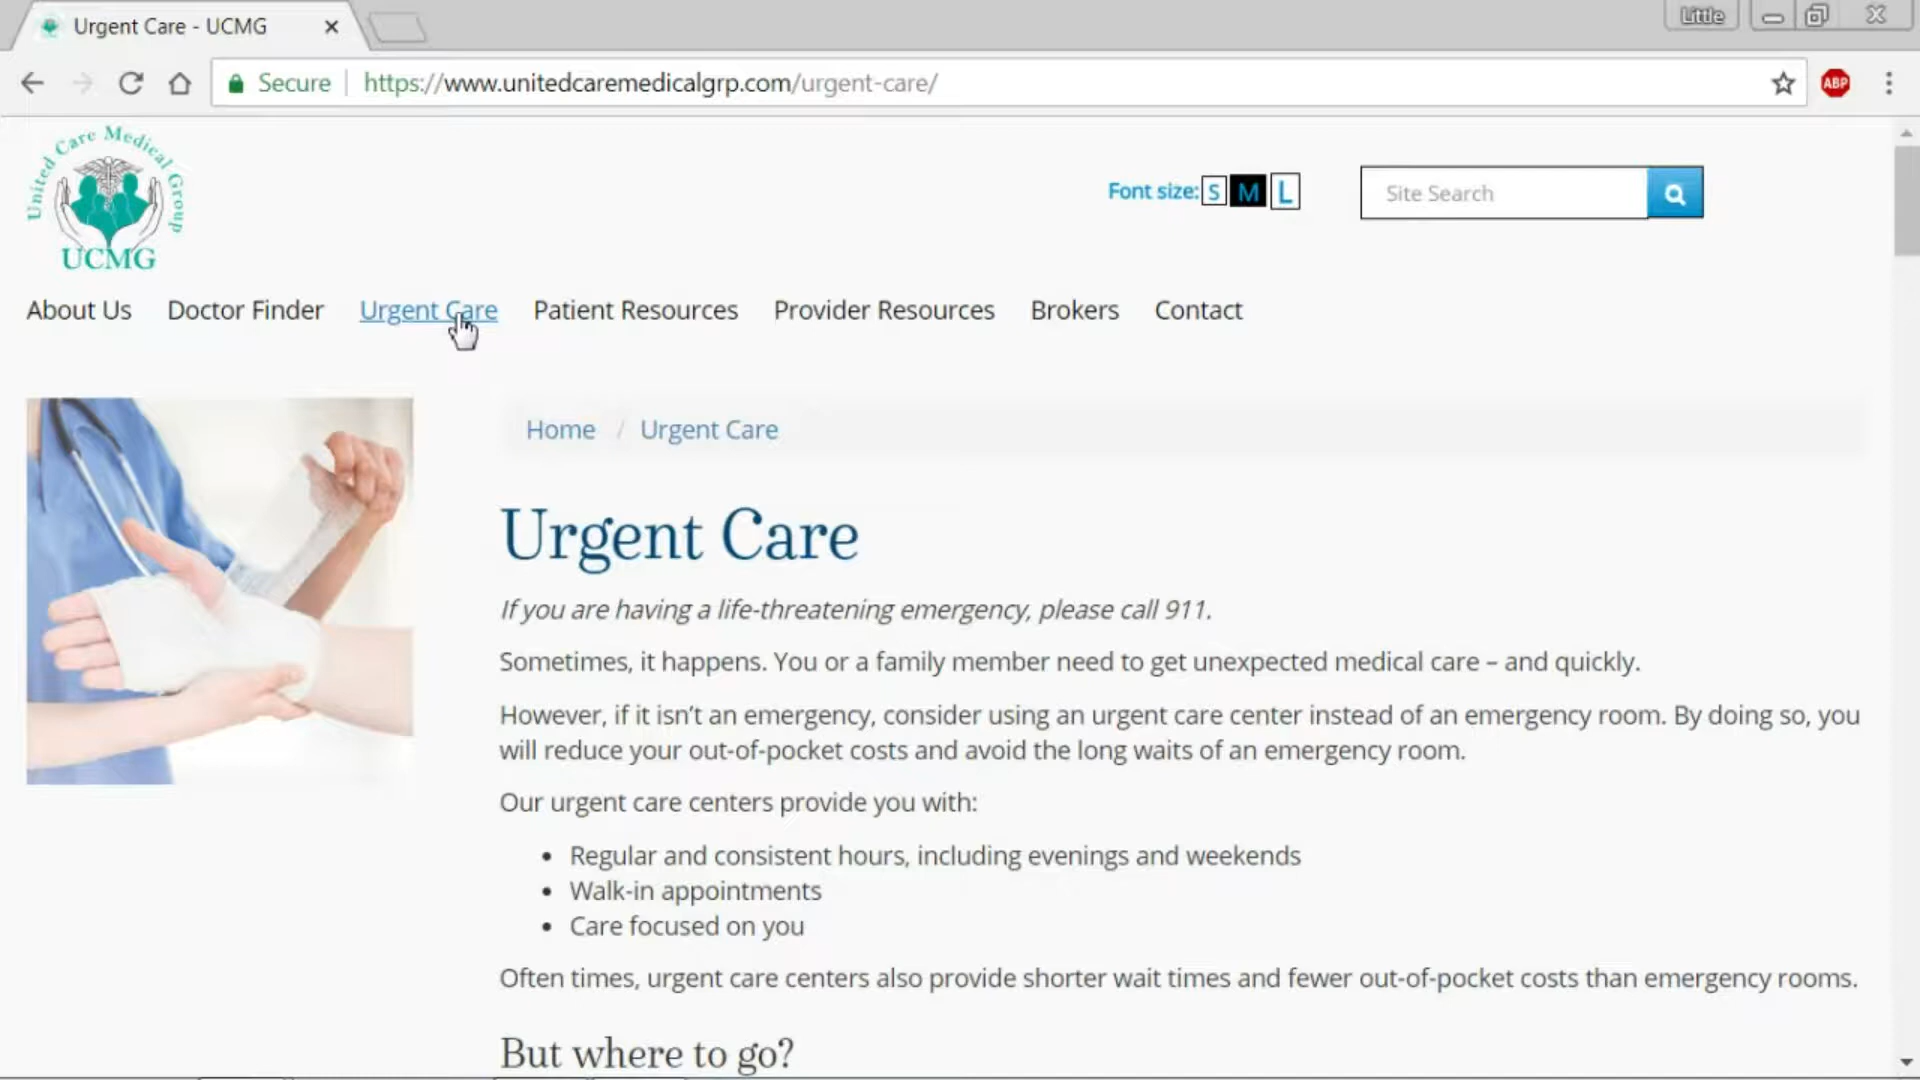 Urgent Care - UCMG
Little
Secure
https://www.unitedcaremedicalgrp.com/urgent-care/
ABP
United Care Medical Group
UCMG
Font size: S M L
Site Search
About Us Doctor Finder Urgent Care Patient Resources Provider Resources Brokers Contact
Home / Urgent Care
Urgent Care
If you are having a life-threatening emergency, please call 911.
Sometimes, it happens. You or a family member need to get unexpected medical care – and quickly.
However, if it isn't an emergency, consider using an urgent care center instead of an emergency room. By doing so, you
will reduce your out-of-pocket costs and avoid the long waits of an emergency room.
Our urgent care centers provide you with:
• Regular and consistent hours, including evenings and weekends
• Walk-in appointments
• Care focused on you
Often times, urgent care centers also provide shorter wait times and fewer out-of-pocket costs than emergency rooms.
But where to go?